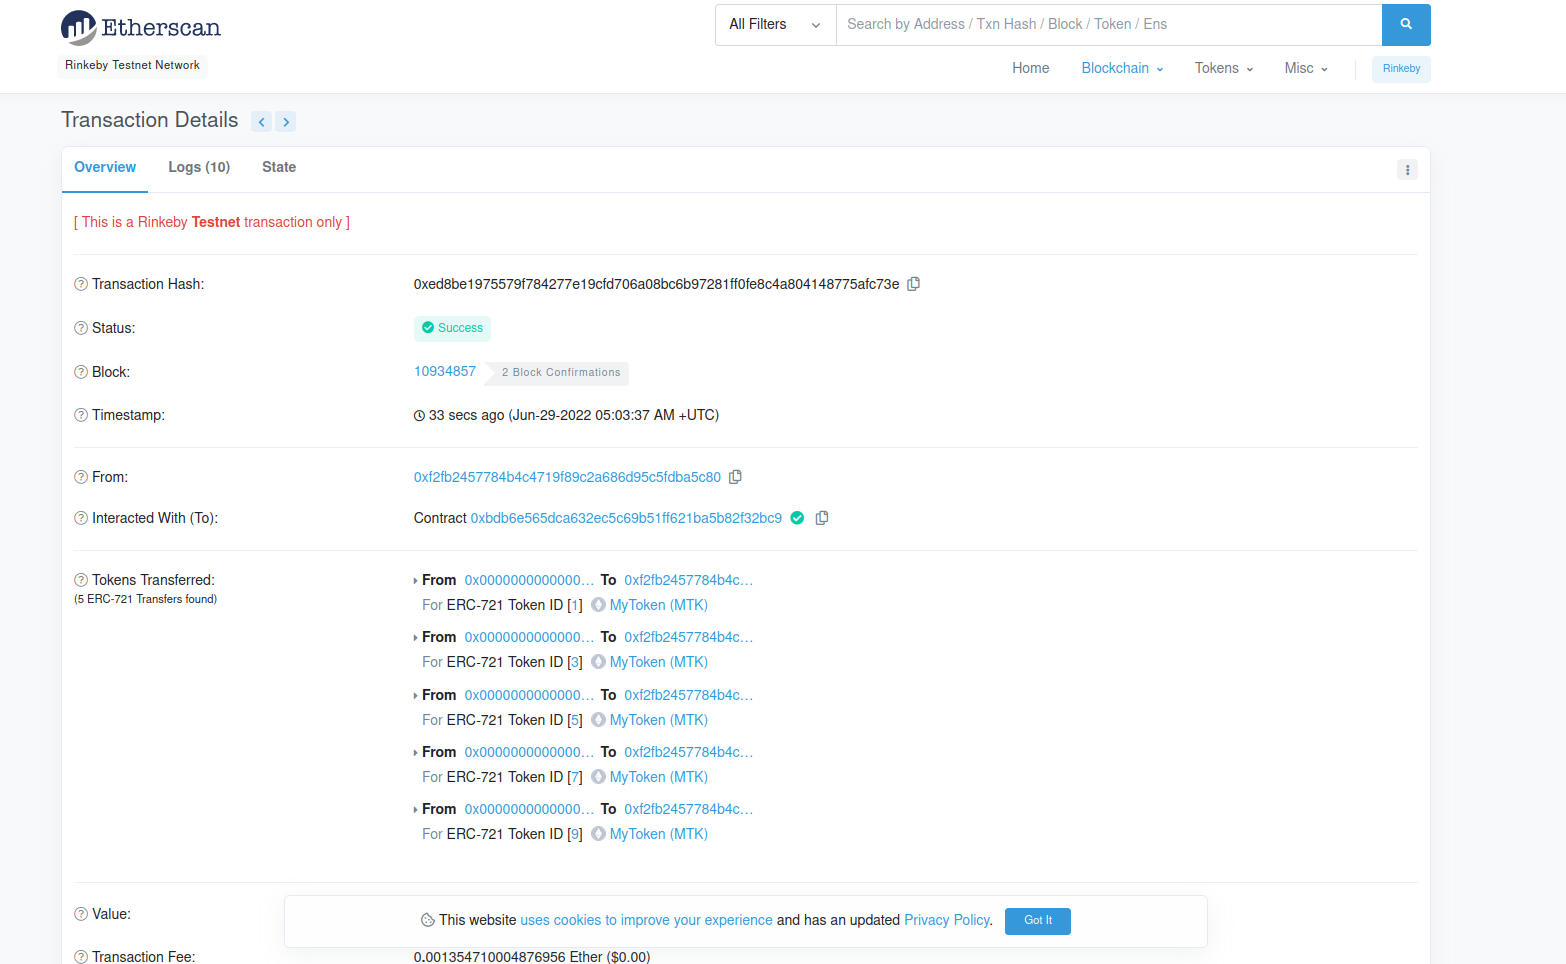 Etherscan
All Filters
Search by Address / Txn Hash / Block / Token / Ens
Rinkeby Testnet Network
Home Blockchain Tokens Misc Rinkeby
Transaction Details
Overview Logs (10) State
[ This is a Rinkeby Testnet transaction only ]
Transaction Hash: 0xed8be1975579f784277e19cfd706a08bc6b97281ff0fe8c4a804148775afc73e
Status: Success
Block: 10934857 2 Block Confirmations
Timestamp: 33 secs ago (Jun-29-2022 05:03:37 AM +UTC)
From: 0xf2fb2457784b4c4719f89c2a686d95c5fdba5c80
Interacted With (To): Contract 0xbdb6e565dca632ec5c69b51ff621ba5b82f32bc9
Tokens Transferred:
(5 ERC-721 Transfers found)
From 0x0000000000000... To 0xf2fb2457784b4c...
For ERC-721 Token ID [1] MyToken (MTK)
From 0x0000000000000... To 0xf2fb2457784b4c...
For ERC-721 Token ID [3] MyToken (MTK)
From 0x0000000000000... To 0xf2fb2457784b4c...
For ERC-721 Token ID [5] MyToken (MTK)
From 0x0000000000000... To 0xf2fb2457784b4c...
For ERC-721 Token ID [7] MyToken (MTK)
From 0x0000000000000... To 0xf2fb2457784b4c...
For ERC-721 Token ID [9] MyToken (MTK)
Value:
This website uses cookies to improve your experience and has an updated Privacy Policy. Got It
Transaction Fee: 0.001354710004876956 Ether ($0.00)